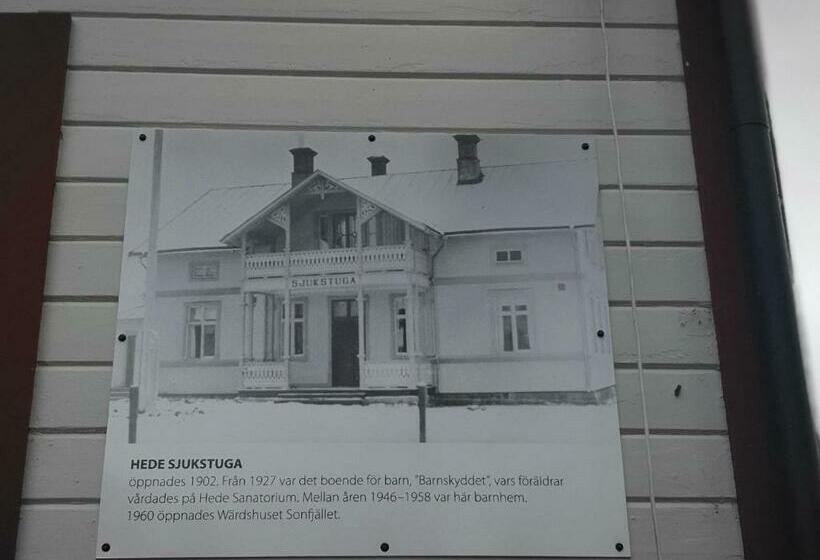 SJUKSTUGA
HEDE SJUKSTUGA
öppnades 1902. Från 1927 var det boende för barn, "Barnskyddet", vars föräldrar
vårdades på Hede Sanatorium. Mellan åren 1946–1958 var här barnhem.
1960 öppnades Wärdshuset Sonfjället.